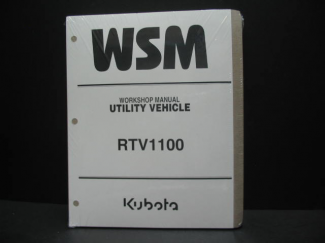 WSM
WORKSHOP MANUAL
UTILITY VEHICLE
RTV1100
Kubota